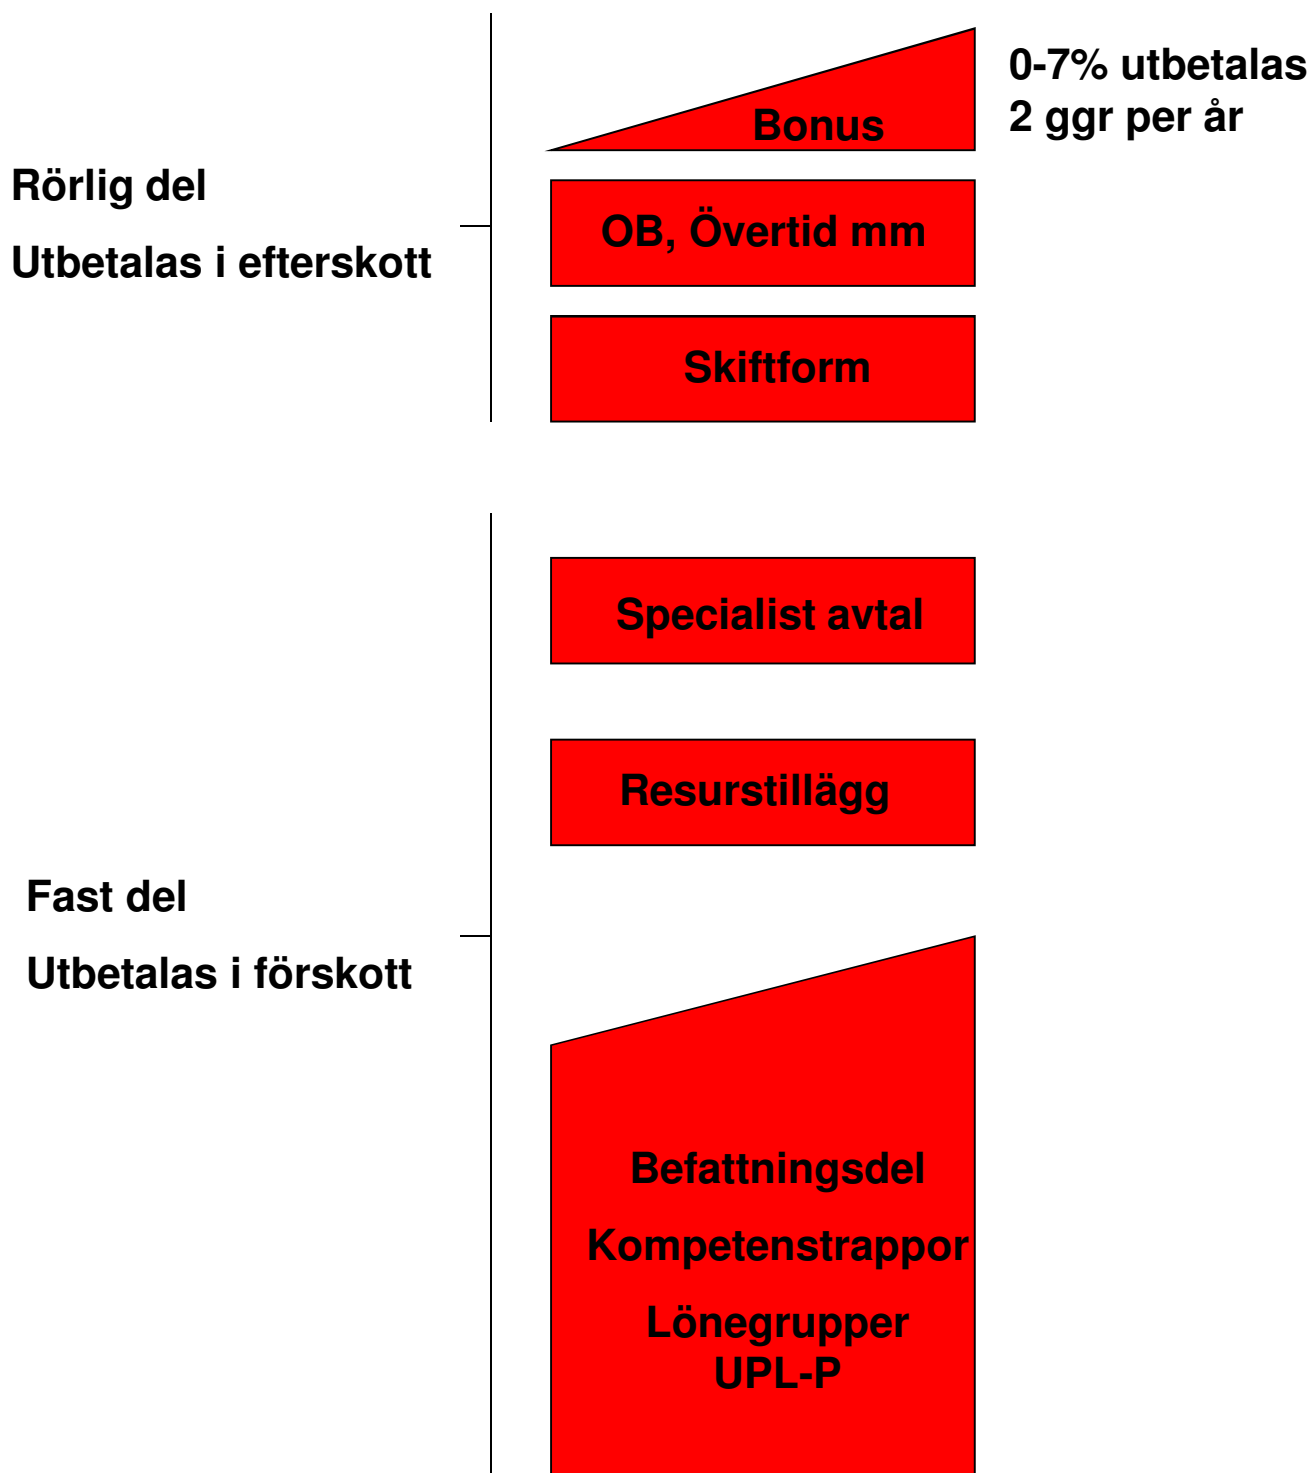 0-7% utbetalas
2 ggr per år
Bonus
Rörlig del
OB, Övertid mm
Utbetalas i efterskott
Skiftform
Specialist avtal
Resurstillägg
Fast del
Utbetalas i förskott
Befattningsdel
Kompetenstrappor
Lönegrupper
UPL-P